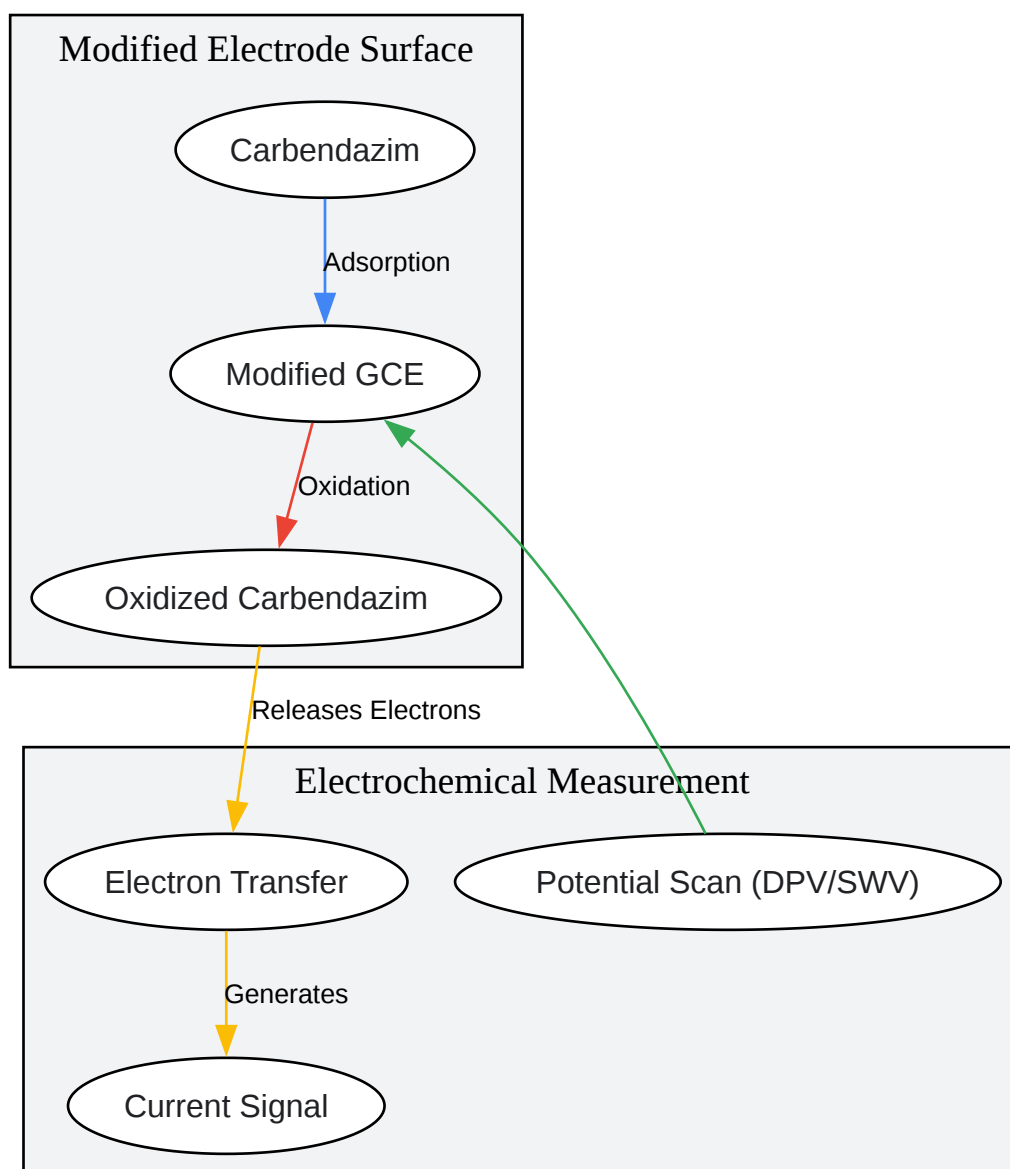 Modified Electrode Surface
Carbendazim
Adsorption
Modified GCE
Oxidation
Oxidized Carbendazim
Releases Electrons
Electrochemical Measurement
Electron Transfer
Potential Scan (DPV/SWV)
Generates
Current Signal